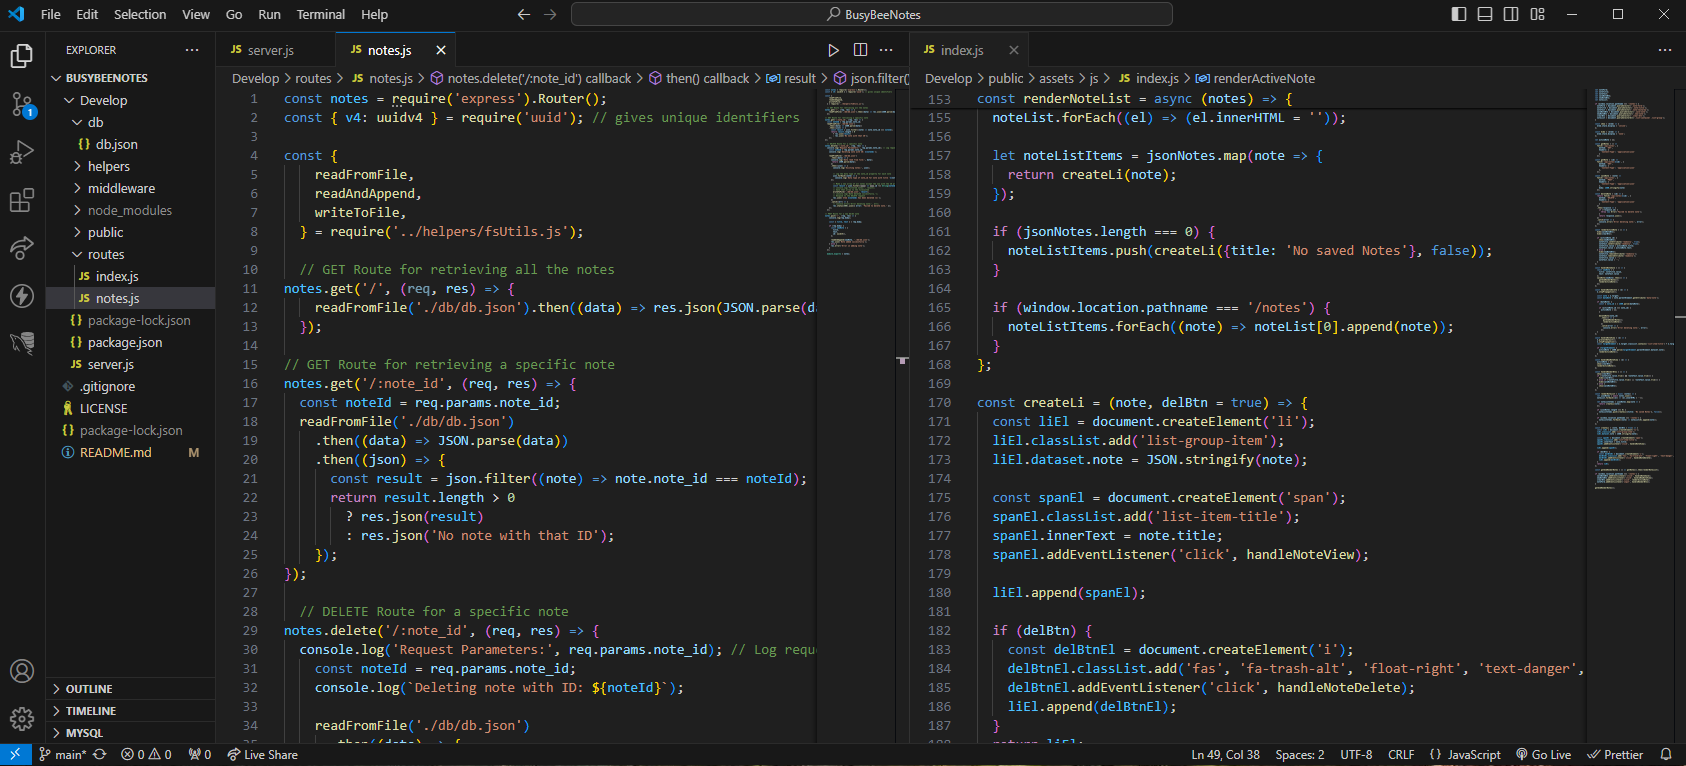 File Edit Selection View Go Run Terminal Help
BusyBeeNotes
EXPLORER
BUSYBEENOTES
Develop
db
{} db.json
helpers
middleware
node_modules
public
routes
JS index.js
JS notes.js
{} package-lock.json
{} package.json
JS server.js
.gitignore
LICENSE
{} package-lock.json
README.md M
OUTLINE
TIMELINE
MYSQL
1
JS server.js
JS notes.js
Develop > routes > JS notes.js > notes.delete('/:note_id') callback > then() callback > result > json.filter('
1 const notes = require('express').Router();
2 const { v4: uuidv4 } = require('uuid'); // gives unique identifiers
3
4 const {
5 readFromFile,
6 readAndAppend,
7 writeToFile,
8 } = require('../helpers/fsUtils.js');
9
10 // GET Route for retrieving all the notes
11 notes.get('/', (req, res) => {
12 readFromFile('./db/db.json').then((data) => res.json(JSON.parse(da
13 });
14
15 // GET Route for retrieving a specific note
16 notes.get('/:note_id', (req, res) => {
17 const noteId = req.params.note_id;
18 readFromFile('./db/db.json')
19 .then((data) => JSON.parse(data))
20 .then((json) => {
21 const result = json.filter((note) => note.note_id === noteId);
22 return result.length > 0
23 ? res.json(result)
24 : res.json('No note with that ID');
25 });
26 });
27
28 // DELETE Route for a specific note
29 notes.delete('/:note_id', (req, res) => {
30 console.log('Request Parameters:', req.params.note_id); // Log requ
31 const noteId = req.params.note_id;
32 console.log(`Deleting note with ID: ${noteId}`);
33
34 readFromFile('./db/db.json')
JS index.js
Develop > public > assets > js > JS index.js > renderActiveNote
153 const renderNoteList = async (notes) => {
155 noteList.forEach((el) => (el.innerHTML = ''));
156
157 let noteListItems = jsonNotes.map(note => {
158 return createLi(note);
159 });
160
161 if (jsonNotes.length === 0) {
162 noteListItems.push(createLi({title: 'No saved Notes'}, false));
163 }
164
165 if (window.location.pathname === '/notes') {
166 noteListItems.forEach((note) => noteList[0].append(note));
167 }
168 };
169
170 const createLi = (note, delBtn = true) => {
171 const liEl = document.createElement('li');
172 liEl.classList.add('list-group-item');
173 liEl.dataset.note = JSON.stringify(note);
174
175 const spanEl = document.createElement('span');
176 spanEl.classList.add('list-item-title');
177 spanEl.innerText = note.title;
178 spanEl.addEventListener('click', handleNoteView);
179
180 liEl.append(spanEl);
181
182 if (delBtn) {
183 const delBtnEl = document.createElement('i');
184 delBtnEl.classList.add('fas', 'fa-trash-alt', 'float-right', 'text-danger',
185 delBtnEl.addEventListener('click', handleNoteDelete);
186 liEl.append(delBtnEl);
187 }
main* 0 0 0 Live Share
Ln 49, Col 38 Spaces: 2 UTF-8 CRLF {} JavaScript Go Live Prettier